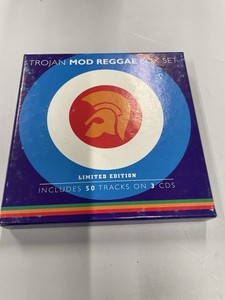 TROJAN MOD REGGAE BOX SET
LIMITED EDITION
INCLUDES 50 TRACKS ON 3 CDS